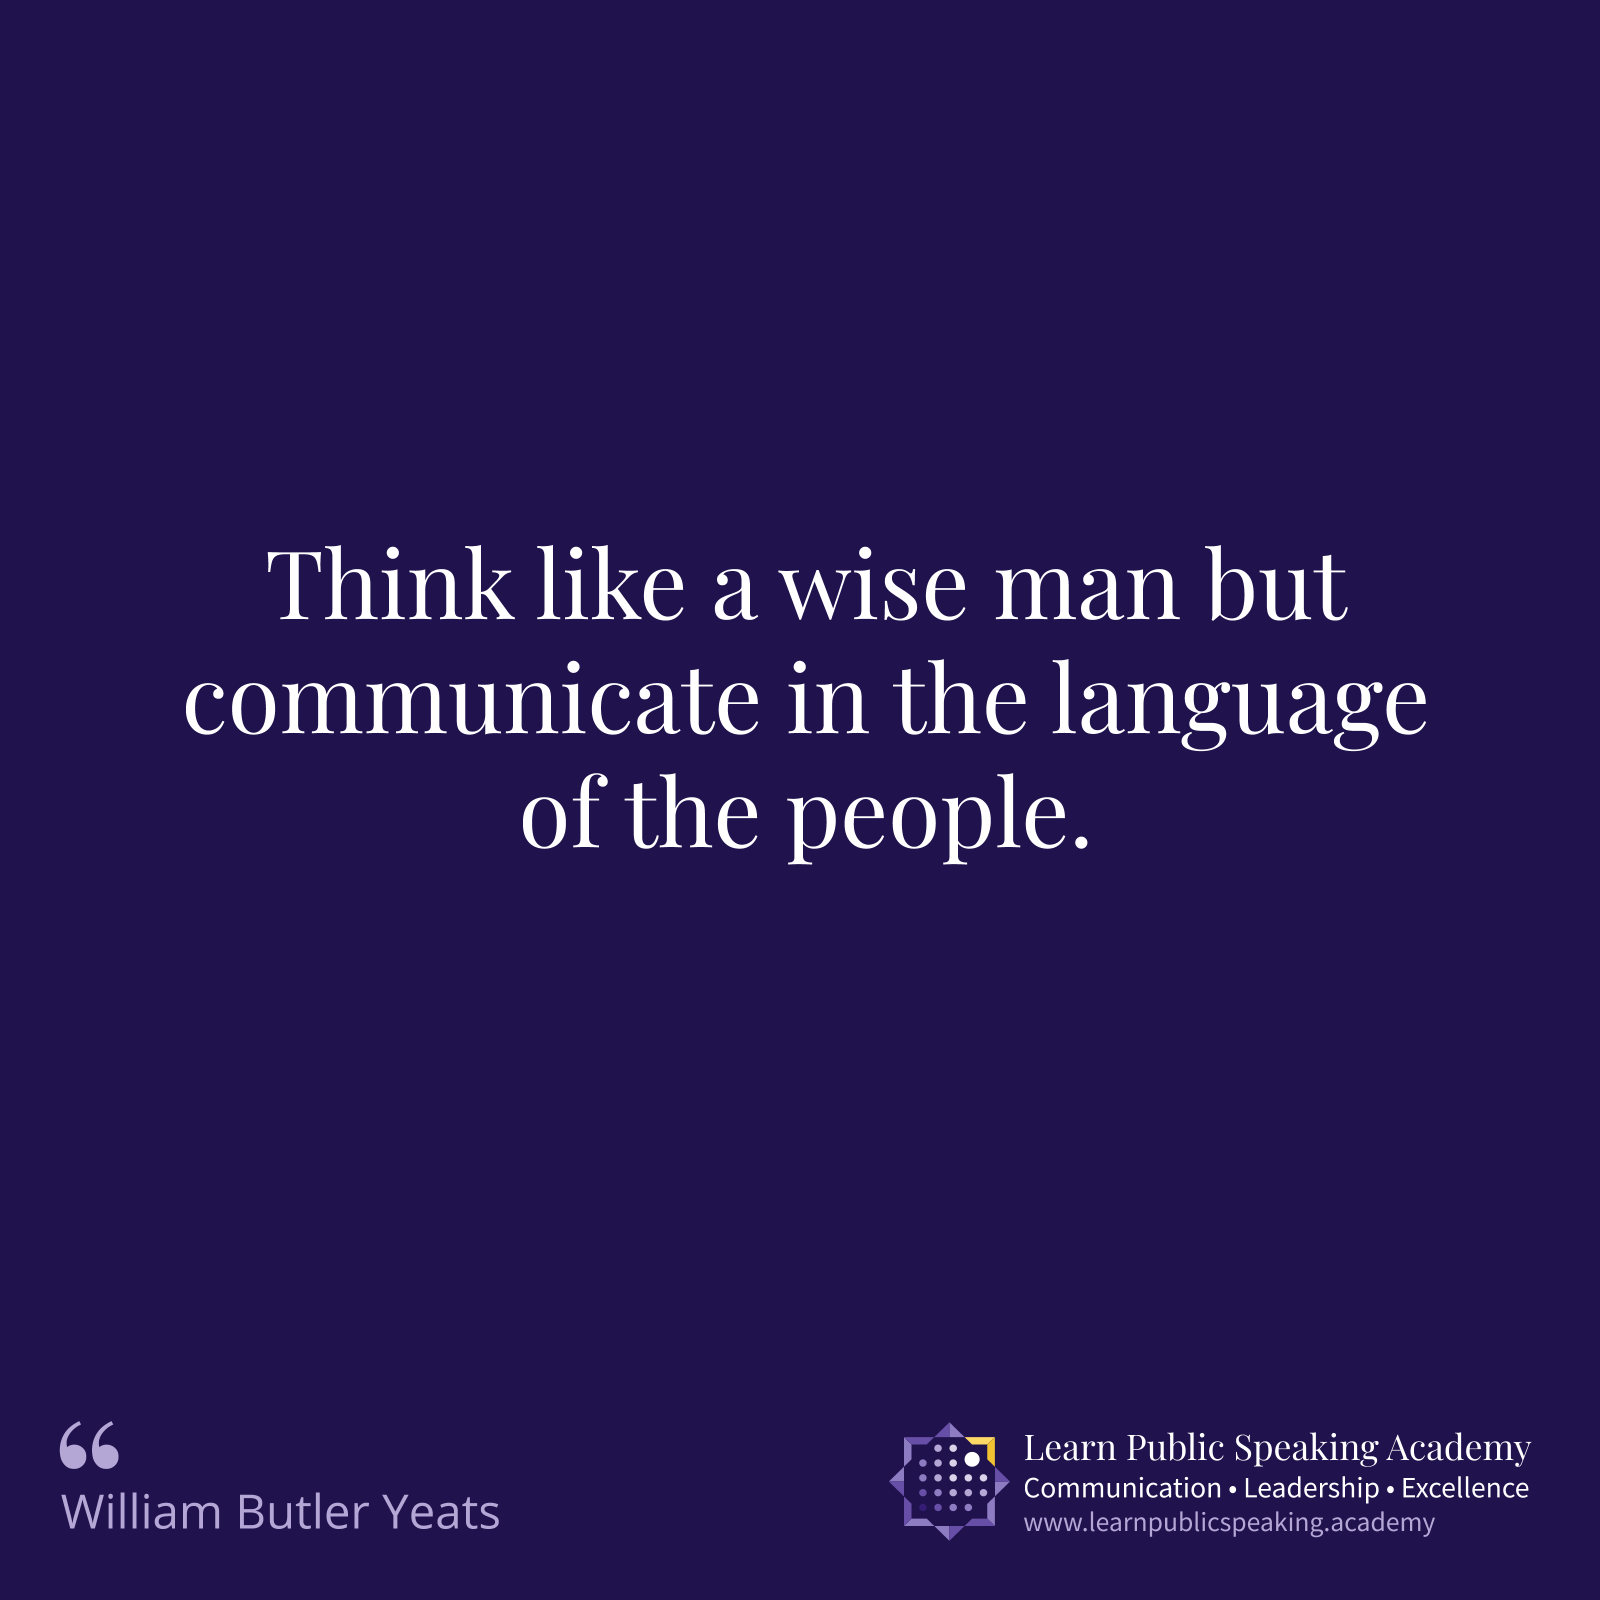 Think like a wise man but
communicate in the language
of the people.
“
William Butler Yeats
Learn Public Speaking Academy
Communication • Leadership • Excellence
www.learnpublicspeaking.academy